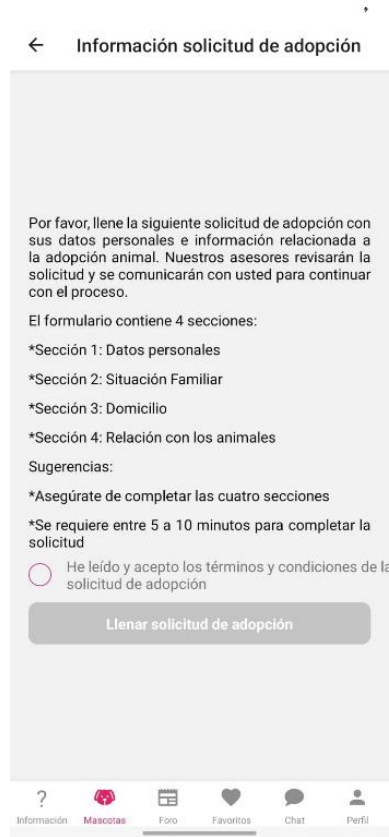 Información solicitud de adopción
Por favor, llene la siguiente solicitud de adopción con
sus datos personales e información relacionada a
la adopción animal. Nuestros asesores revisarán la
solicitud y se comunicarán con usted para continuar
con el proceso.
El formulario contiene 4 secciones:
*Sección 1: Datos personales
*Sección 2: Situación Familiar
*Sección 3: Domicilio
*Sección 4: Relación con los animales
Sugerencias:
*Asegúrate de completar las cuatro secciones
*Se requiere entre 5 a 10 minutos para completar la
solicitud
He leído y acepto los términos y condiciones de la
solicitud de adopción
Llenar solicitud de adopción
Información Mascotas Foro Favoritos Chat Perfil